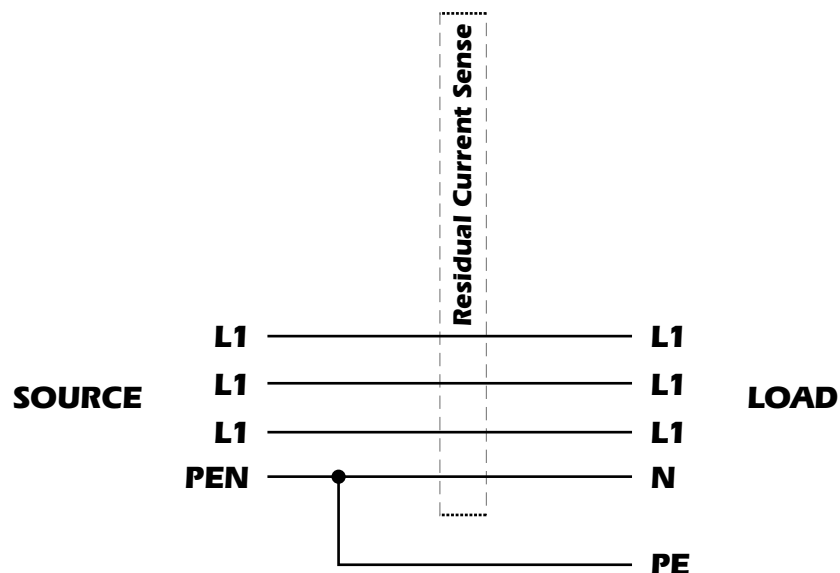 Residual Current Sense
L1 L1
SOURCE L1 L1 LOAD
L1 L1
PEN N
PE